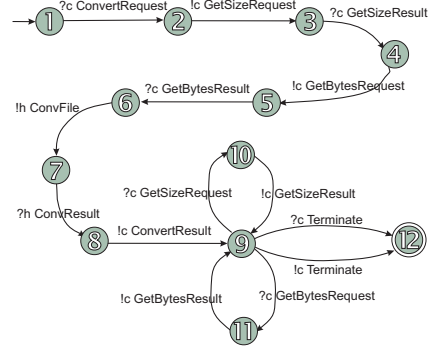 ?c ConvertRequest
!c GetSizeRequest
?c GetSizeResult
1
2
3
4
?c GetBytesResult
!c GetBytesRequest
6
5
!h ConvFile
7
10
?c GetSizeRequest
!c GetSizeResult
?h ConvResult
!c ConvertResult
?c Terminate
8
9
12
!c Terminate
!c GetBytesResult
?c GetBytesRequest
11